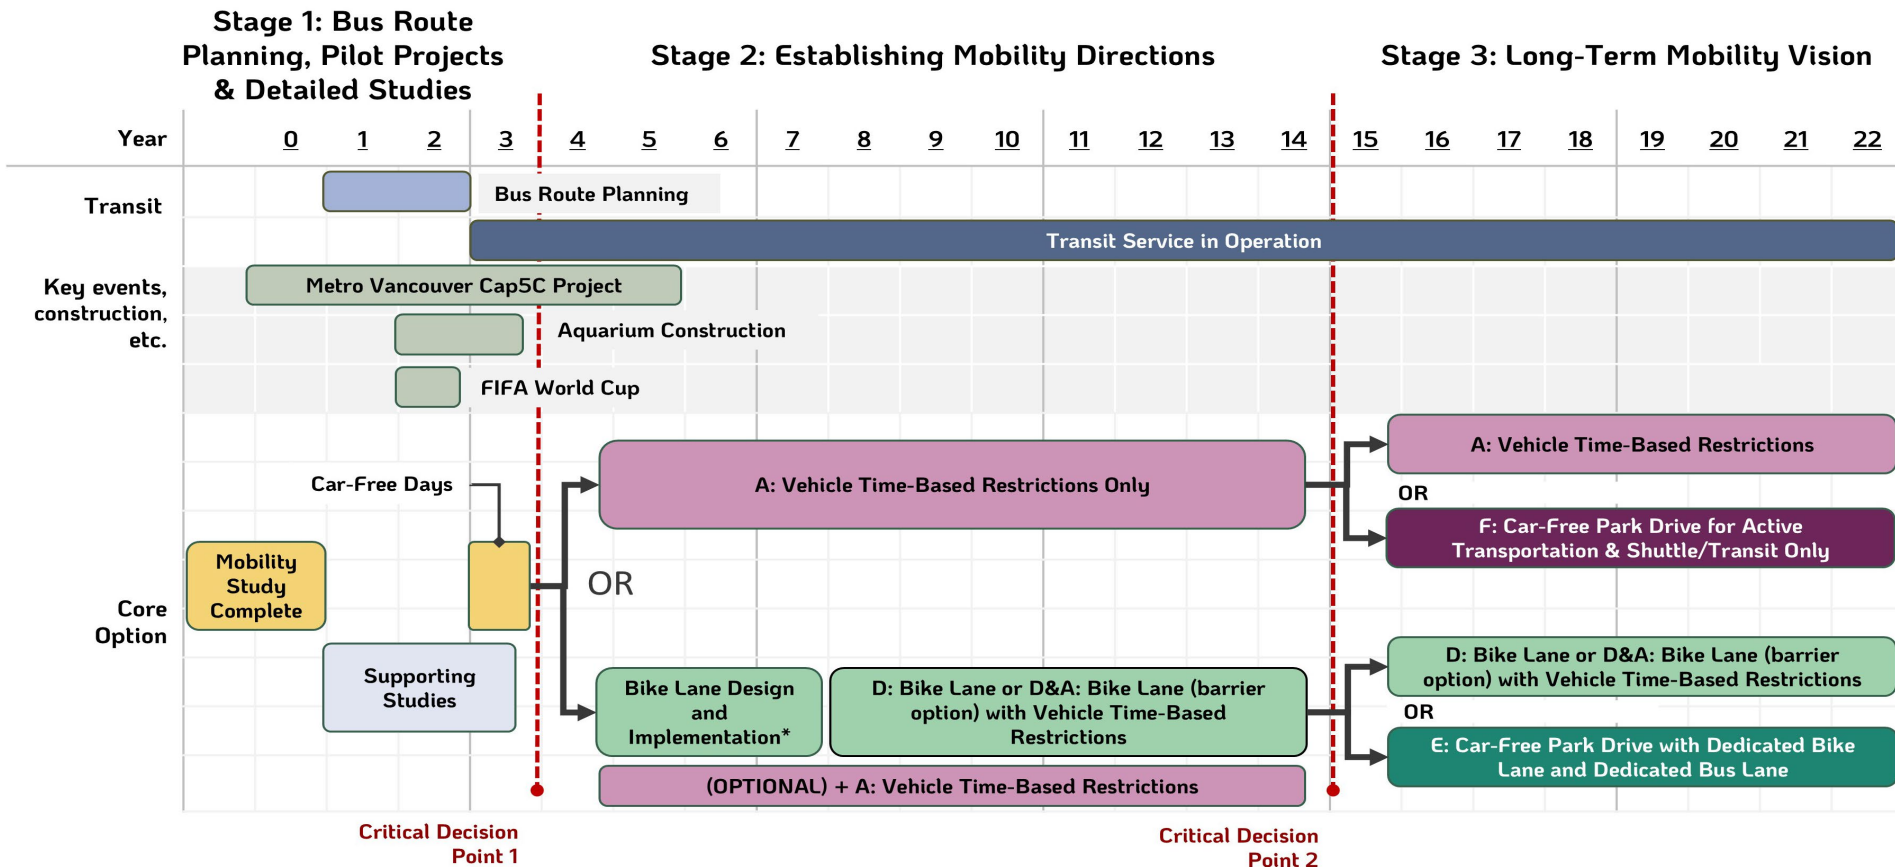 Stage 1: Bus Route
Planning, Pilot Projects
& Detailed Studies
Stage 2: Establishing Mobility Directions
Stage 3: Long-Term Mobility Vision
Year 0 1 2 3 4 5 6 7 8 9 10 11 12 13 14 15 16 17 18 19 20 21 22
Transit
Bus Route Planning
Transit Service in Operation
Key events,
construction,
etc.
Metro Vancouver Cap5C Project
Aquarium Construction
FIFA World Cup
Core
Option
Mobility
Study
Complete
Car-Free Days
Supporting
Studies
OR
A: Vehicle Time-Based Restrictions Only
Bike Lane Design
and
Implementation*
D: Bike Lane or D&A: Bike Lane (barrier
option) with Vehicle Time-Based
Restrictions
(OPTIONAL) + A: Vehicle Time-Based Restrictions
A: Vehicle Time-Based Restrictions
OR
F: Car-Free Park Drive for Active
Transportation & Shuttle/Transit Only
D: Bike Lane or D&A: Bike Lane (barrier
option) with Vehicle Time-Based Restrictions
OR
E: Car-Free Park Drive with Dedicated Bike
Lane and Dedicated Bus Lane
Critical Decision
Point 1
Critical Decision
Point 2